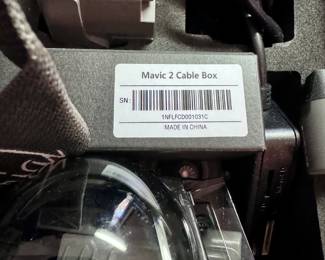 Mavic 2 Cable Box
SN:
1NFLFCD001031C
MADE IN CHINA